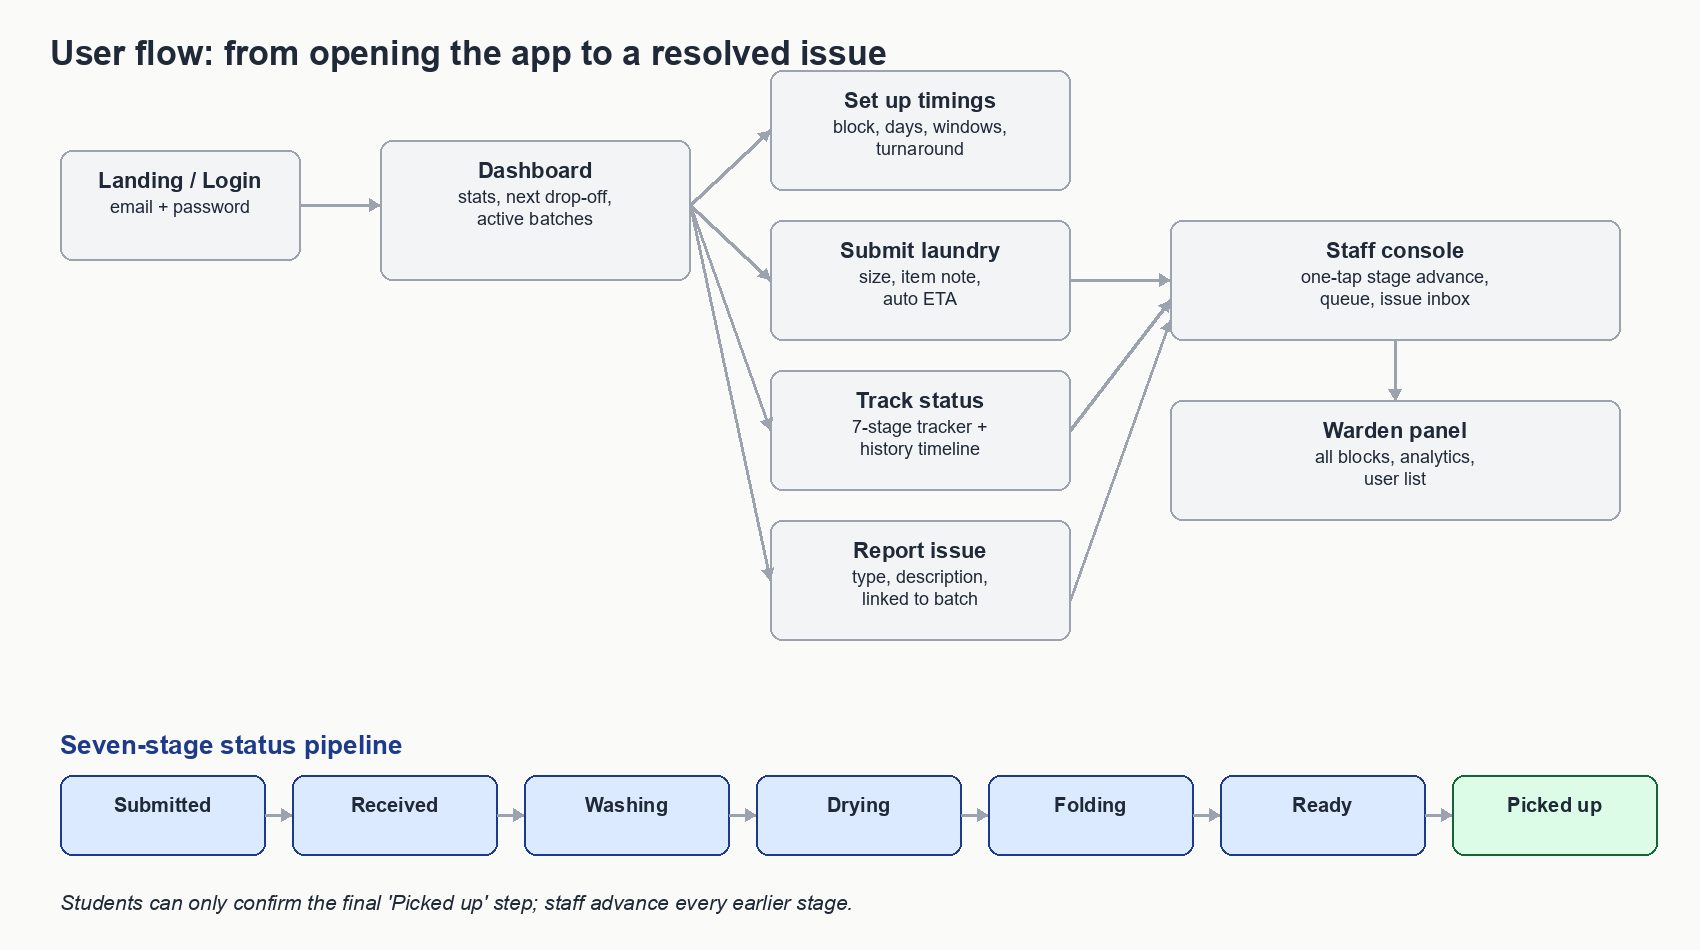 User flow: from opening the app to a resolved issue
Landing / Login
email + password
Dashboard
stats, next drop-off,
active batches
Set up timings
block, days, windows,
turnaround
Submit laundry
size, item note,
auto ETA
Track status
7-stage tracker +
history timeline
Report issue
type, description,
linked to batch
Staff console
one-tap stage advance,
queue, issue inbox
Warden panel
all blocks, analytics,
user list
Seven-stage status pipeline
Submitted
Received
Washing
Drying
Folding
Ready
Picked up
Students can only confirm the final 'Picked up' step; staff advance every earlier stage.